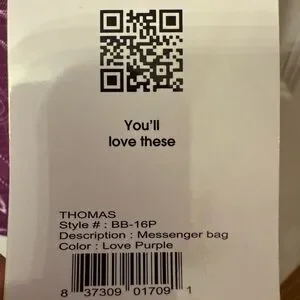 You'll
love these
THOMAS
Style # : BB-16P
Description : Messenger bag
Color : Love Purple
8 37309 01709 1